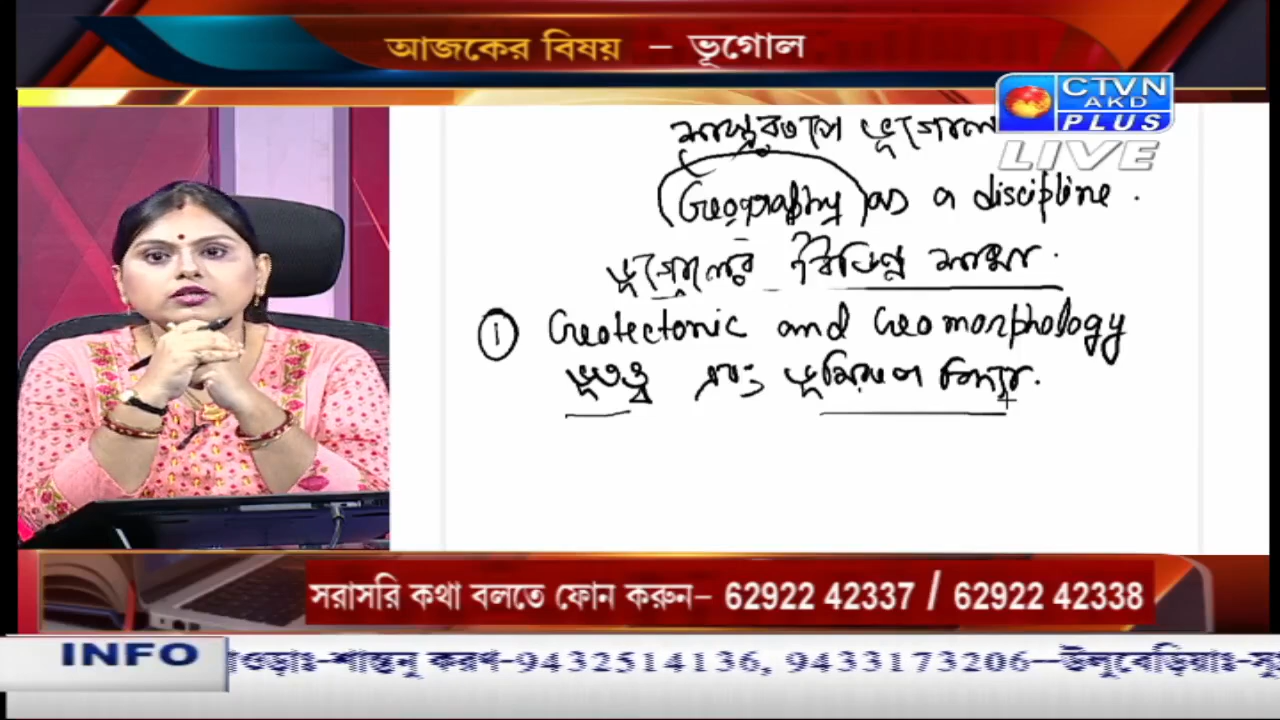 আজকের বিষয় – ভূগোল
CTVN
AKD
PLUS
LIVE
ভূগোল
Geography as a discipline .
ভূগোলের বিভিন্ন শাখা .
① Geotectonic and Geomorphology
ভূতত্ত্ব এবং ভূমিরূপ বিদ্যা.
সরাসরি কথা বলতে ফোন করুন– 62922 42337 / 62922 42338
INFO
শান্তনু করণ-9432514136, 9433173206–উলুবেড়িয়াঃ-সু